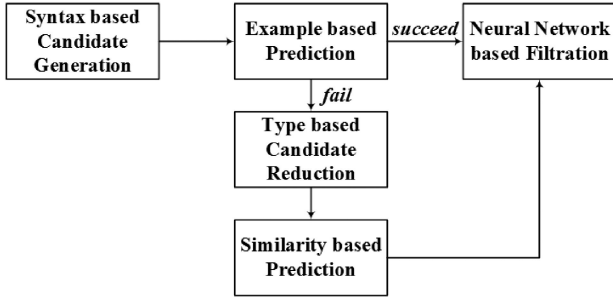 Syntax based
Candidate
Generation
Example based
Prediction
succeed
Neural Network
based Filtration
fail
Type based
Candidate
Reduction
Similarity based
Prediction